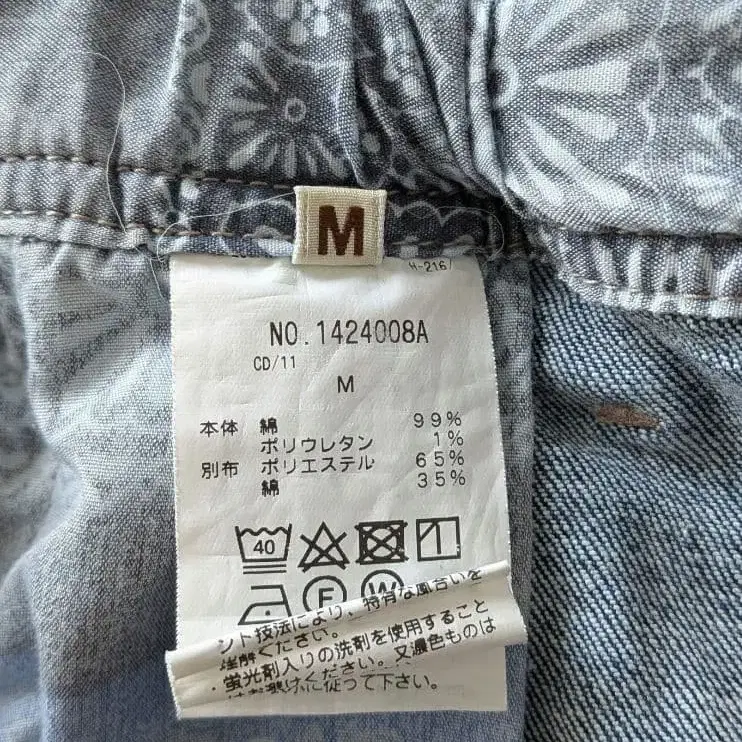 M
H-216
NO.1424008A
CD/11
M
本体 綿 99%
ポリウレタン 1%
別布 ポリエステル 65%
綿 35%
40
F W
ント技法により、特有な風合いを
ください。
・蛍光剤入りの洗剤を使用すること
ください。又濃色ものは
に従って下さい。